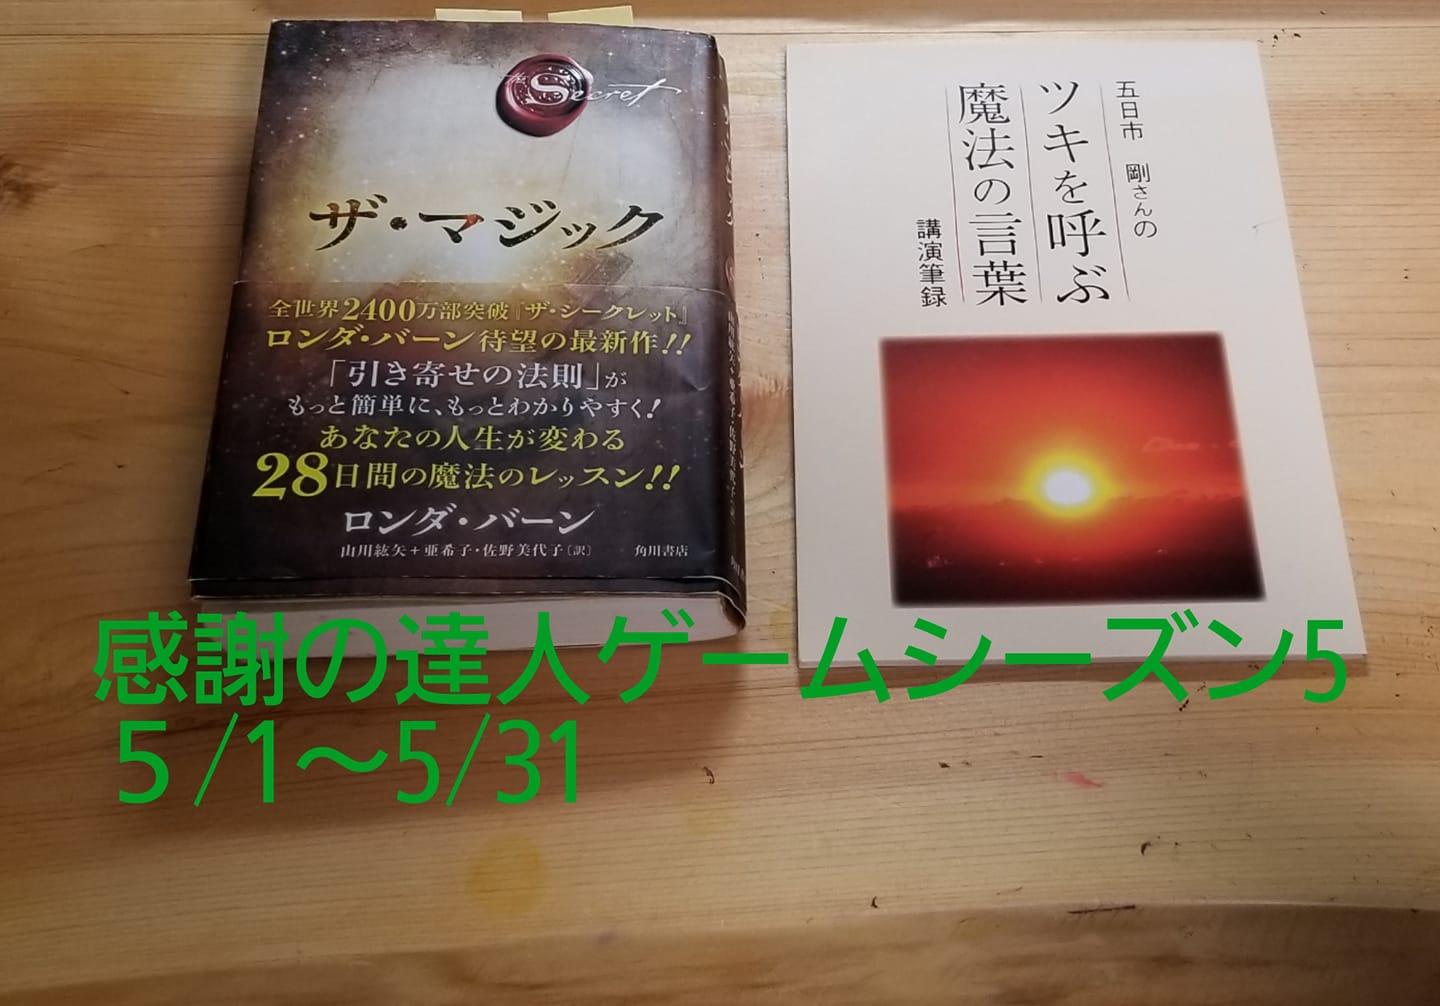 The Secret
ザ・マジック
全世界2400万部突破『ザ・シークレット』
ロンダ・バーン待望の最新作!!
「引き寄せの法則」が
もっと簡単に、もっとわかりやすく!
あなたの人生が変わる
28日間の魔法のレッスン!!
ロンダ・バーン
山川紘矢+亜希子・佐野美代子〔訳〕 角川書店
五日市 剛さんの
ツキを呼ぶ
魔法の言葉
講演筆録
感謝の達人ゲームシーズン5
5/1~5/31